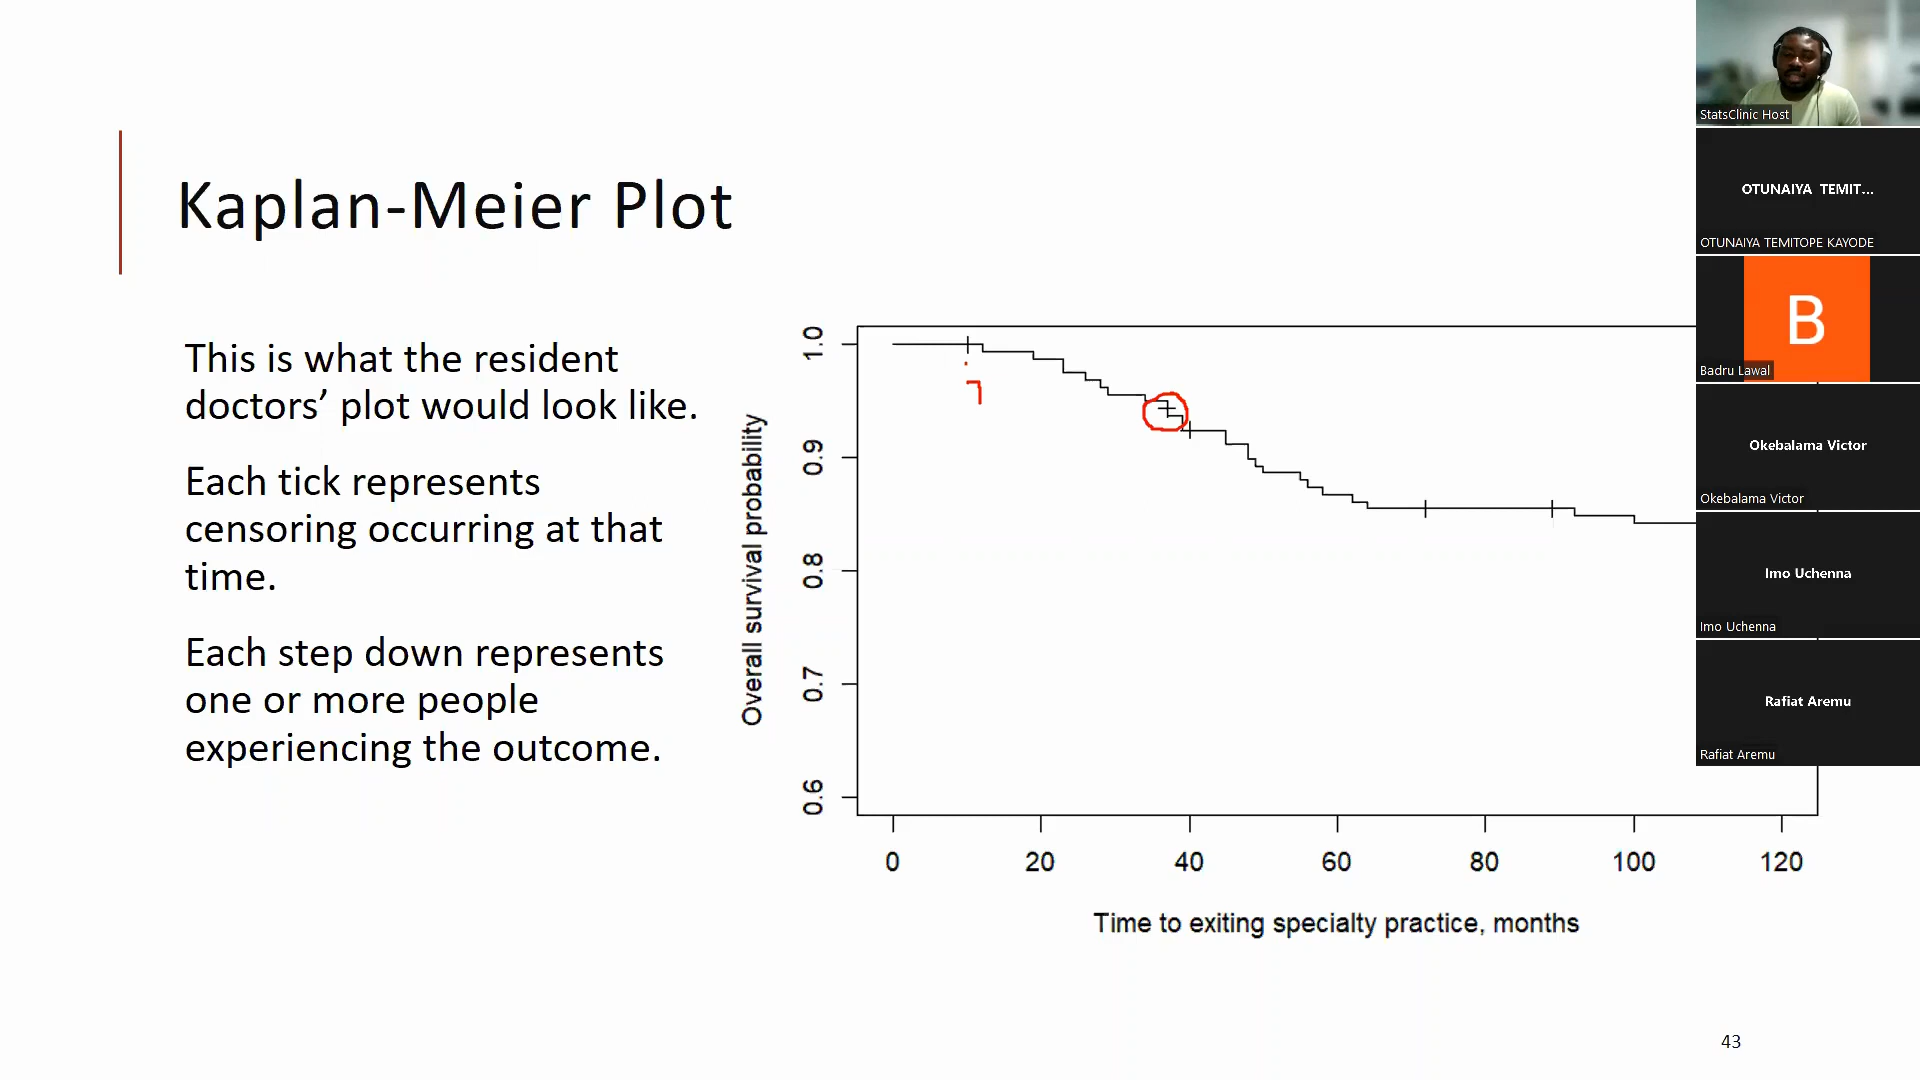 Kaplan-Meier Plot
This is what the resident
doctors’ plot would look like.
Each tick represents
censoring occurring at that
time.
Each step down represents
one or more people
experiencing the outcome.
Overall survival probability
1.0
0.9
0.8
0.7
0.6
0 20 40 60 80 100 120
Time to exiting specialty practice, months
43
StatsClinic Host
OTUNAIYA TEMIT...
OTUNAIYA TEMITOPE KAYODE
B
Badru Lawal
Okebalama Victor
Okebalama Victor
Imo Uchenna
Imo Uchenna
Rafiat Aremu
Rafiat Aremu